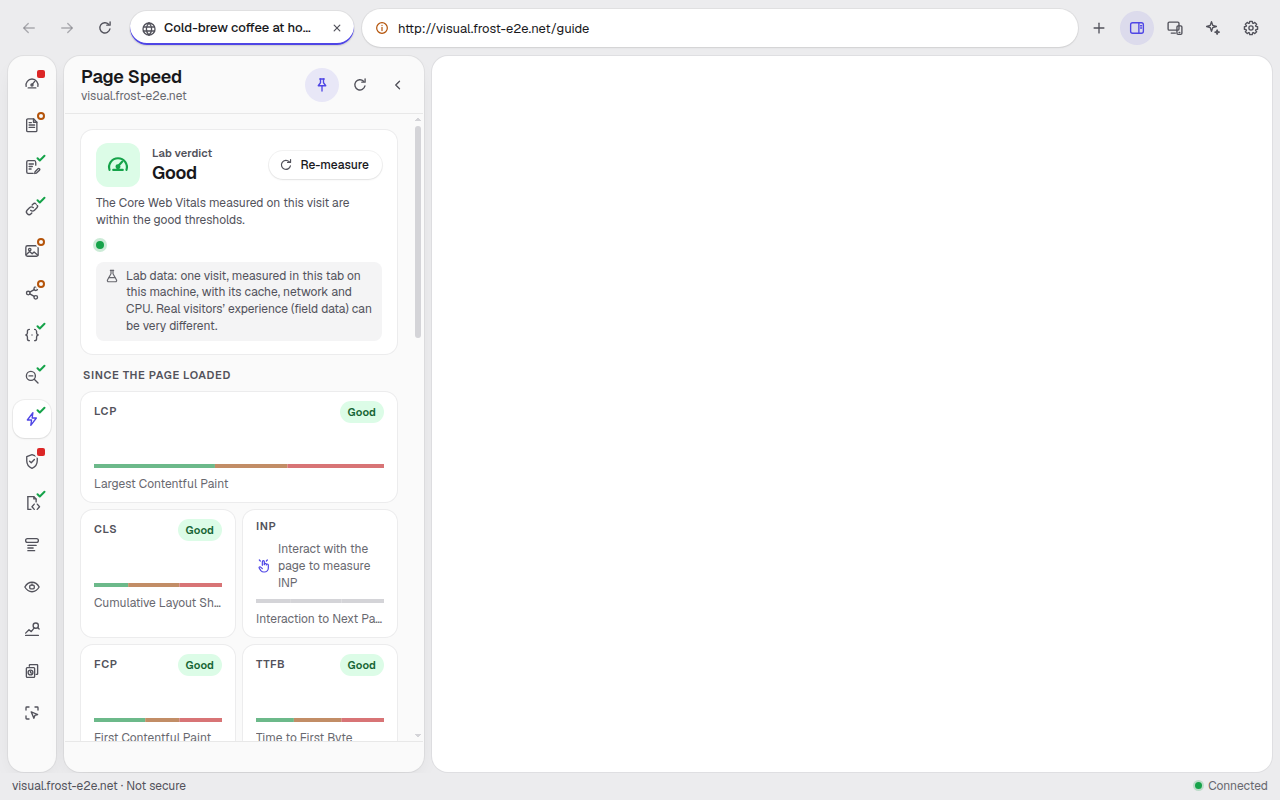 Cold-brew coffee at ho...
http://visual.frost-e2e.net/guide
Page Speed
visual.frost-e2e.net
Lab verdict
Good
Re-measure
The Core Web Vitals measured on this visit are
within the good thresholds.
Lab data: one visit, measured in this tab on
this machine, with its cache, network and
CPU. Real visitors' experience (field data) can
be very different.
SINCE THE PAGE LOADED
LCP
Good
Largest Contentful Paint
CLS
Good
Cumulative Layout Sh...
INP
Interact with the
page to measure
INP
Interaction to Next Pa...
FCP
Good
First Contentful Paint
TTFB
Good
Time to First Byte
visual.frost-e2e.net · Not secure
Connected